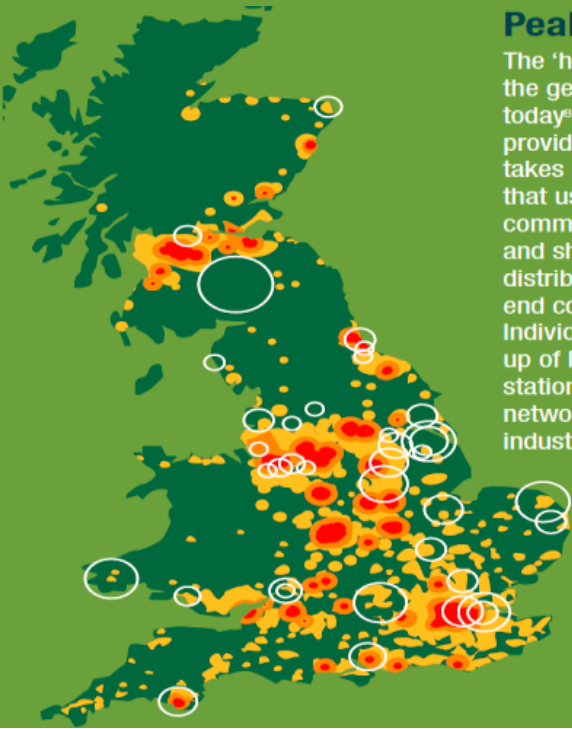 Peal
The 'h
the ge
today⁶
provid
takes
that us
comm
and sh
distrib
end co
Individ
up of l
station
netwo
indust